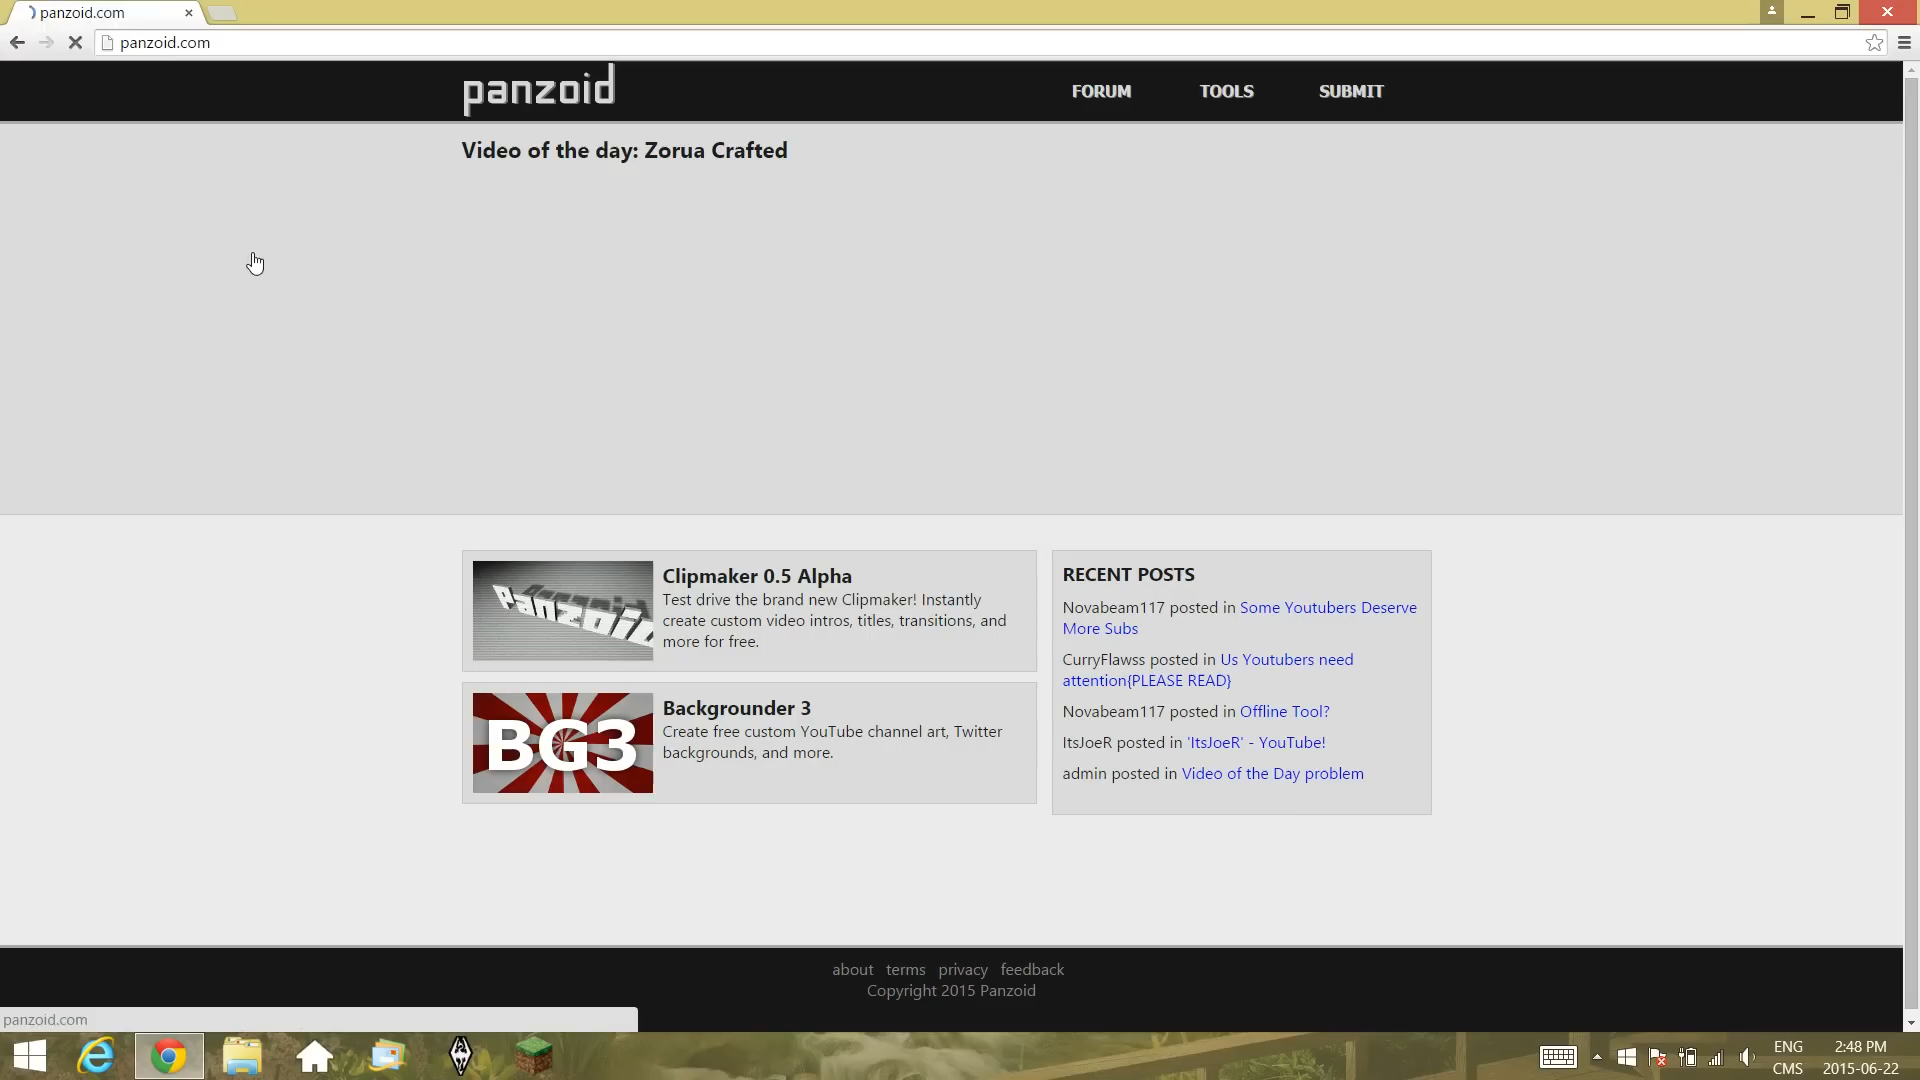 panzoid.com
panzoid.com
panzoid
FORUM
TOOLS
SUBMIT
Video of the day: Zorua Crafted
Panzoid
Clipmaker 0.5 Alpha
Test drive the brand new Clipmaker! Instantly
create custom video intros, titles, transitions, and
more for free.
BG3
Backgrounder 3
Create free custom YouTube channel art, Twitter
backgrounds, and more.
RECENT POSTS
Novabeam117 posted in Some Youtubers Deserve
More Subs
CurryFlawss posted in Us Youtubers need
attention{PLEASE READ}
Novabeam117 posted in Offline Tool?
ItsJoeR posted in 'ItsJoeR' - YouTube!
admin posted in Video of the Day problem
about terms privacy feedback
Copyright 2015 Panzoid
panzoid.com
ENG
CMS
2:48 PM
2015-06-22